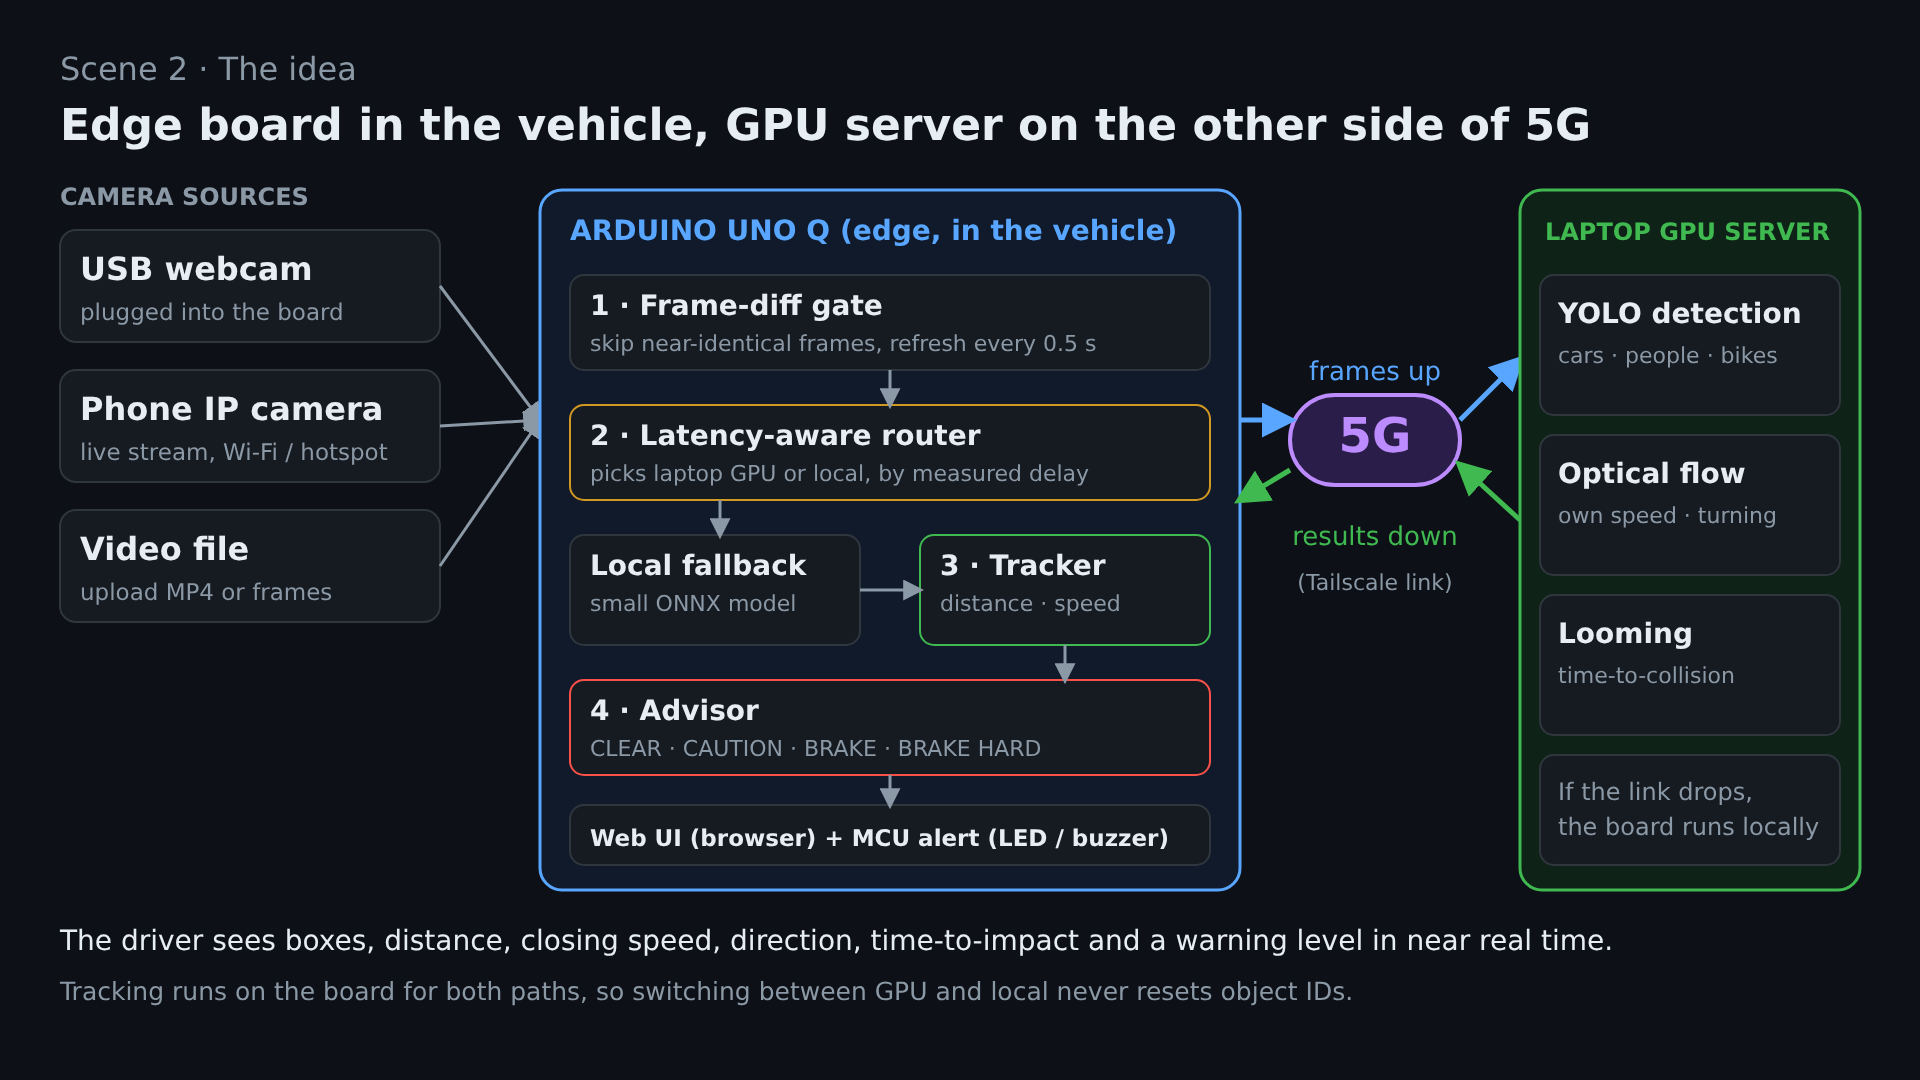 Scene 2 · The idea
Edge board in the vehicle, GPU server on the other side of 5G
CAMERA SOURCES
USB webcam
plugged into the board
Phone IP camera
live stream, Wi-Fi / hotspot
Video file
upload MP4 or frames
ARDUINO UNO Q (edge, in the vehicle)
1 · Frame-diff gate
skip near-identical frames, refresh every 0.5 s
2 · Latency-aware router
picks laptop GPU or local, by measured delay
Local fallback
small ONNX model
3 · Tracker
distance · speed
4 · Advisor
CLEAR · CAUTION · BRAKE · BRAKE HARD
Web UI (browser) + MCU alert (LED / buzzer)
frames up
5G
results down
(Tailscale link)
LAPTOP GPU SERVER
YOLO detection
cars · people · bikes
Optical flow
own speed · turning
Looming
time-to-collision
If the link drops,
the board runs locally
The driver sees boxes, distance, closing speed, direction, time-to-impact and a warning level in near real time.
Tracking runs on the board for both paths, so switching between GPU and local never resets object IDs.